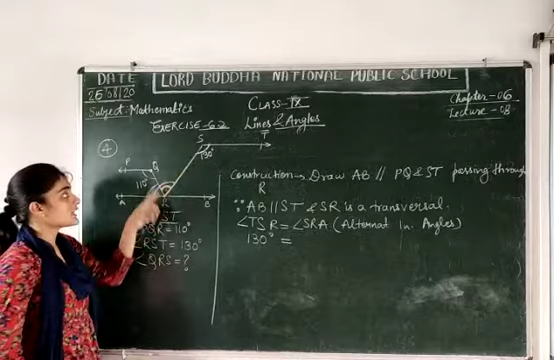 DATE
25/08/20
LORD BUDDHA NATIONAL PUBLIC SCHOOL
Subject: Mathematics
CLASS-IX
Chapter-06
Lecture-08
EXERCISE-6.2
Lines & Angles
4
S
T
130°
P
Q
110°
A
B
ST
=110°
∠RST=130°
∠QRS=?
Construction → Draw AB // PQ & ST passing through
R
∵ AB // ST & SR is a transversal.
∠TSR = ∠SRA (Alternat In. Angles)
130° =